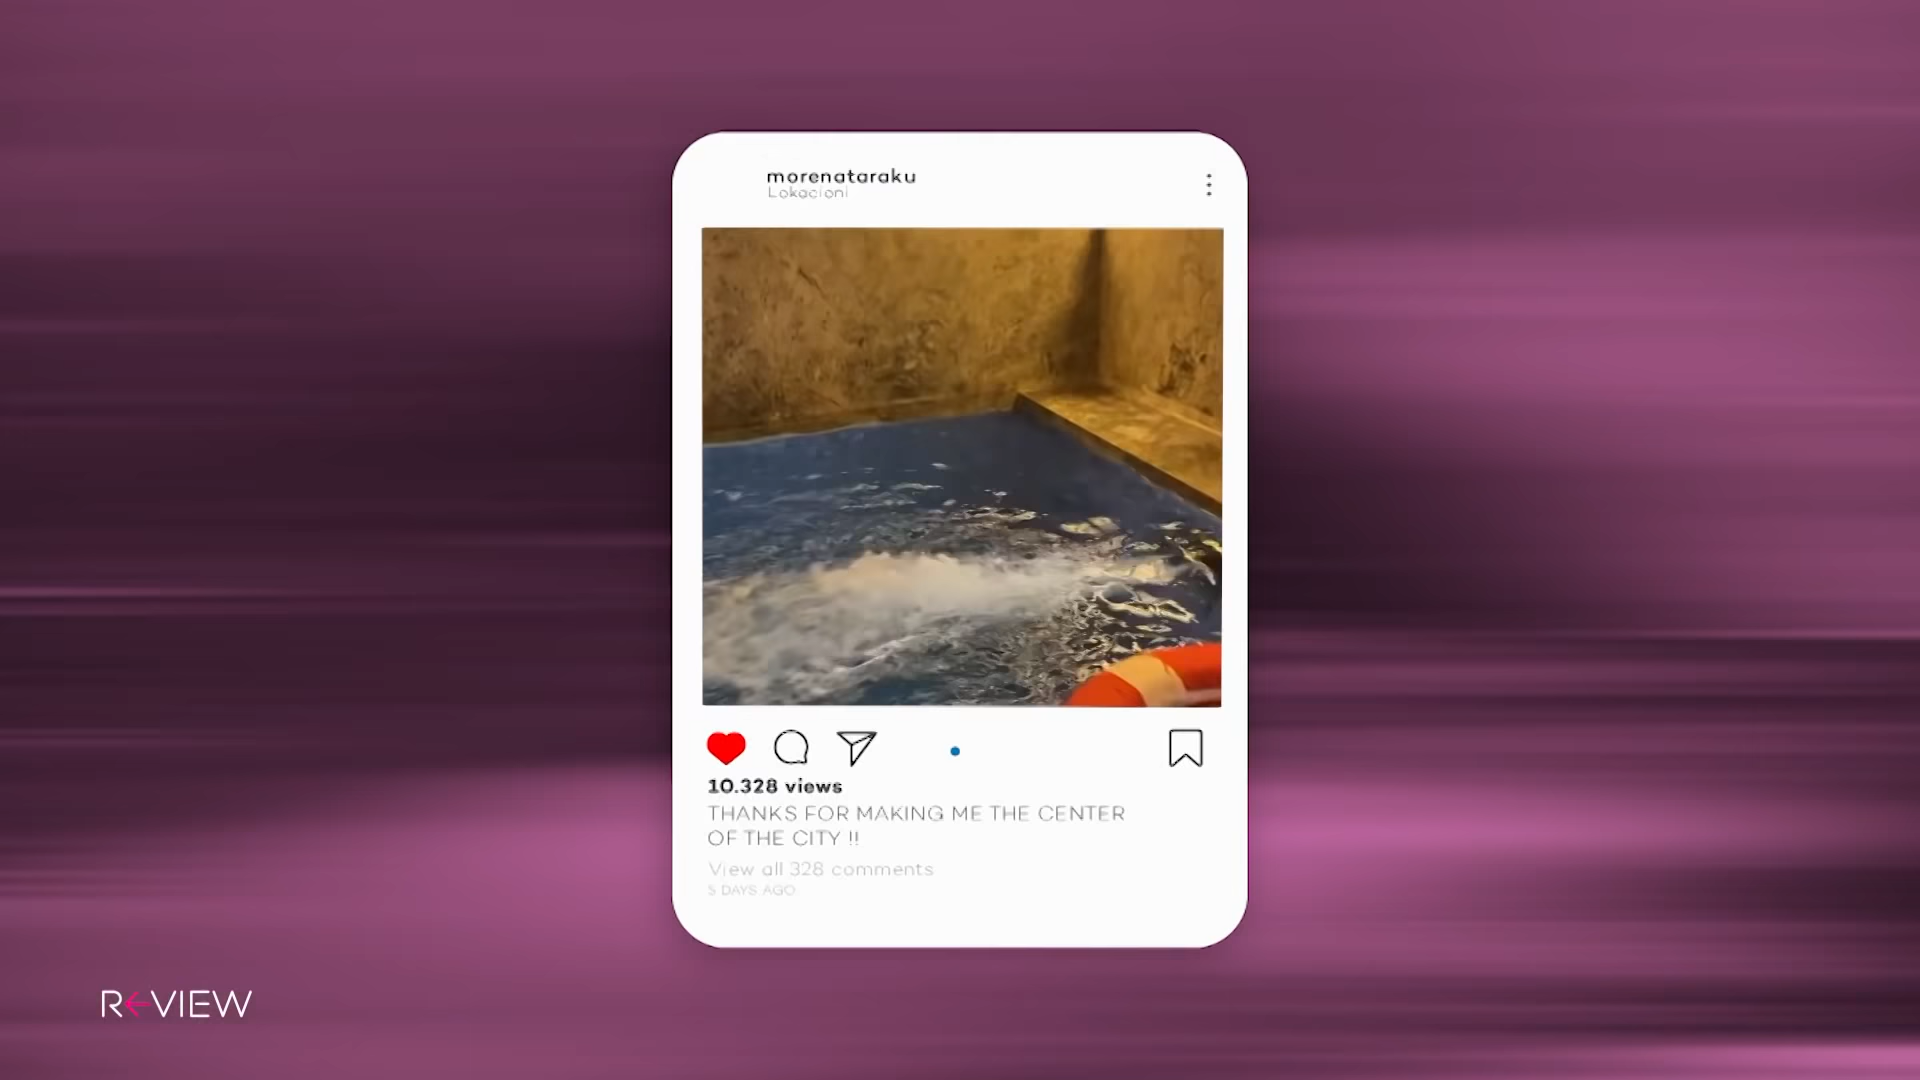 morenataraku
Lokacioni
10.328 views
THANKS FOR MAKING ME THE CENTER
OF THE CITY !!
View all 328 comments
5 DAYS AGO
REVIEW